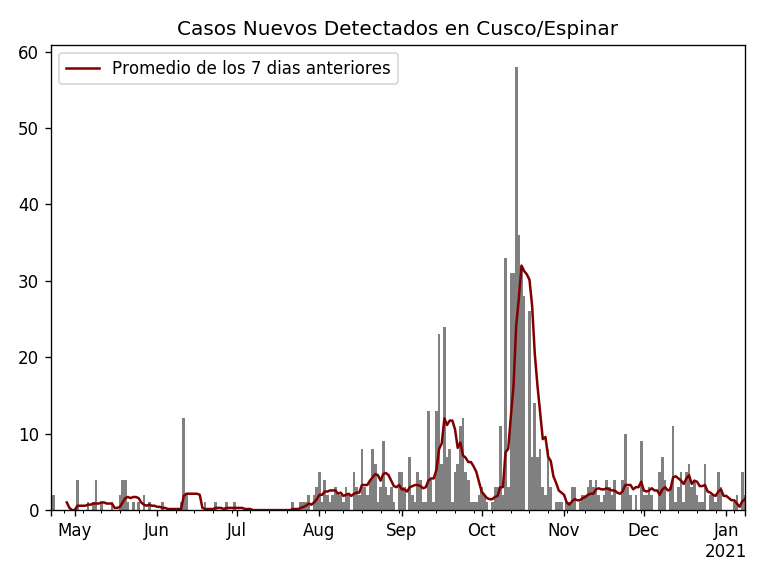 Casos Nuevos Detectados en Cusco/Espinar
Promedio de los 7 dias anteriores
60
50
40
30
20
10
0
May Jun Jul Aug Sep Oct Nov Dec Jan
2021